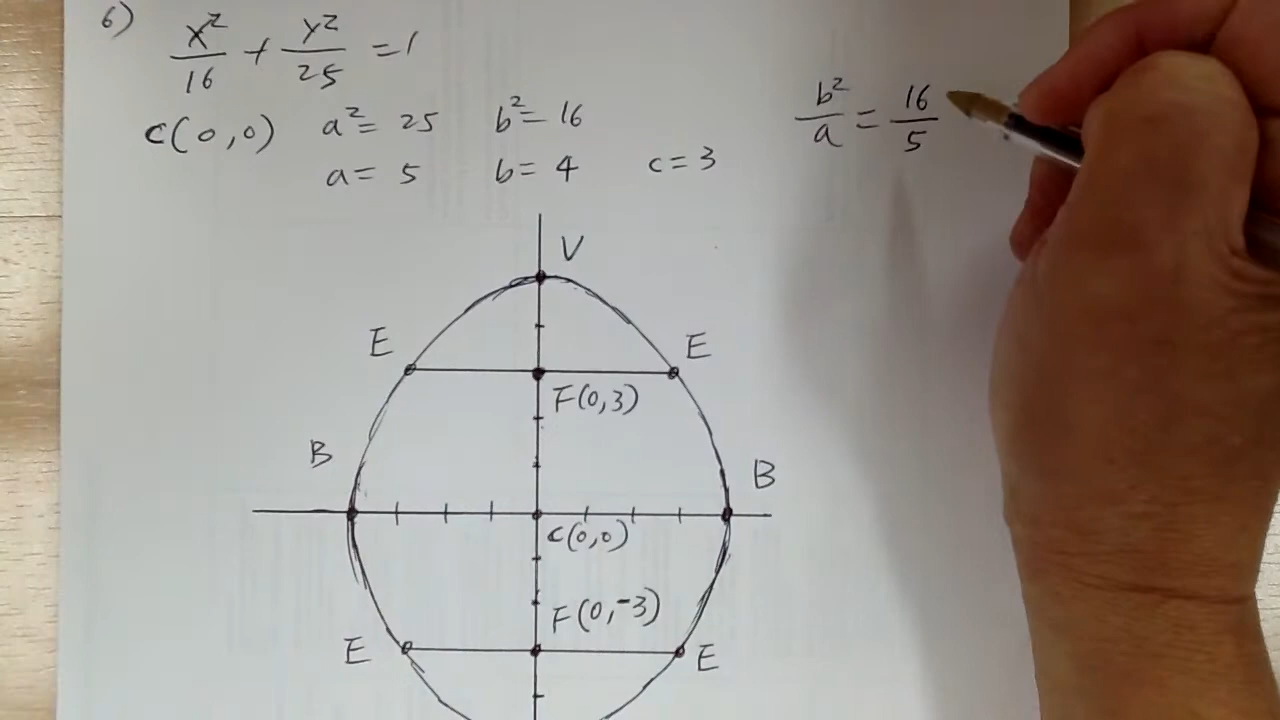 6)
x²/16 + y²/25 = 1
C(0,0) a² = 25 b² = 16
a = 5 b = 4 c = 3
b²/a = 16/5
V
E E
F(0,3)
B B
C(0,0)
F(0,-3)
E E